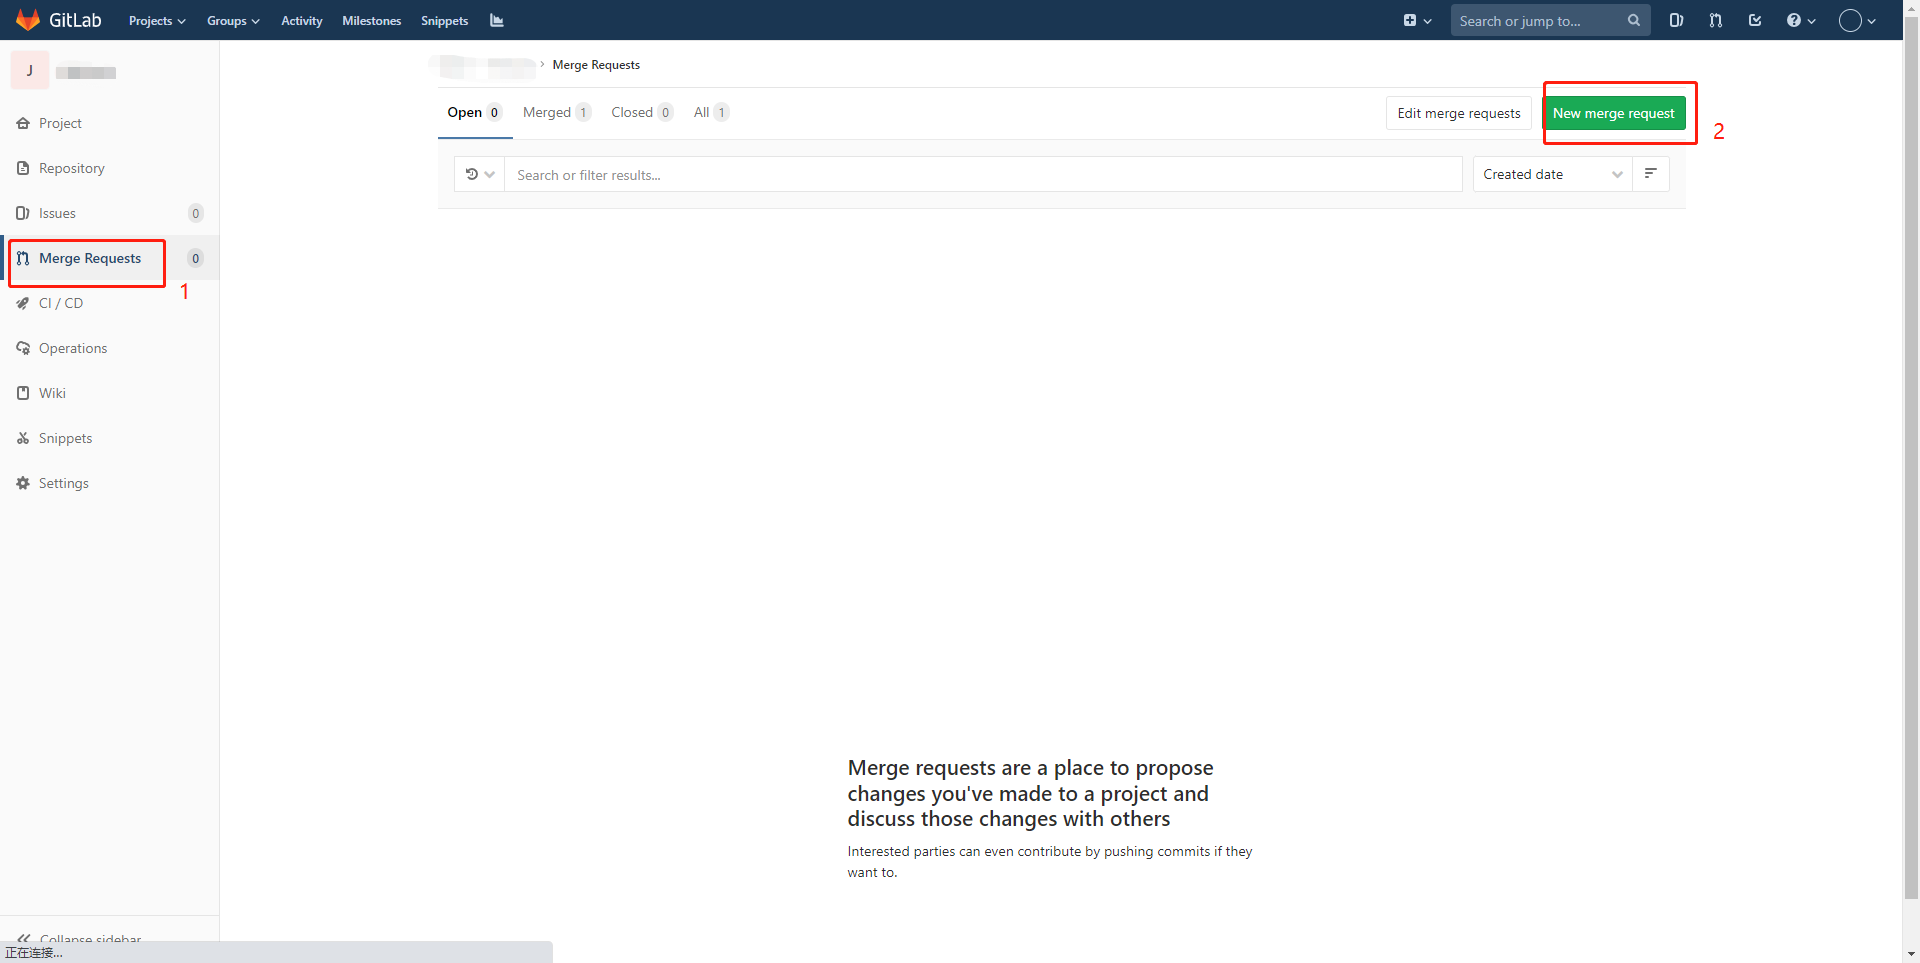 GitLab Projects Groups Activity Milestones Snippets Search or jump to...
J
Merge Requests
Project
Repository
Issues 0
Merge Requests 0
1
CI / CD
Operations
Wiki
Snippets
Settings
Collapse sidebar
Open 0 Merged 1 Closed 0 All 1 Edit merge requests New merge request
2
Search or filter results... Created date
Merge requests are a place to propose
changes you've made to a project and
discuss those changes with others
Interested parties can even contribute by pushing commits if they
want to.
正在连接...